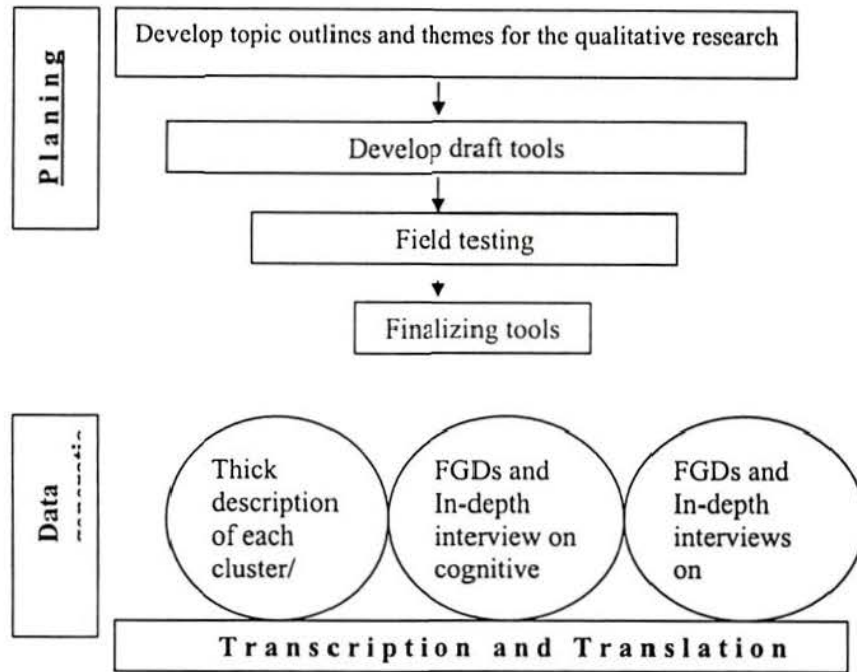 Planing
Develop topic outlines and themes for the qualitative research
Develop draft tools
Field testing
Finalizing tools
Data
Thick
description
of each
cluster/
FGDs and
In-depth
interview on
cognitive
FGDs and
In-depth
interviews
on
Transcription and Translation